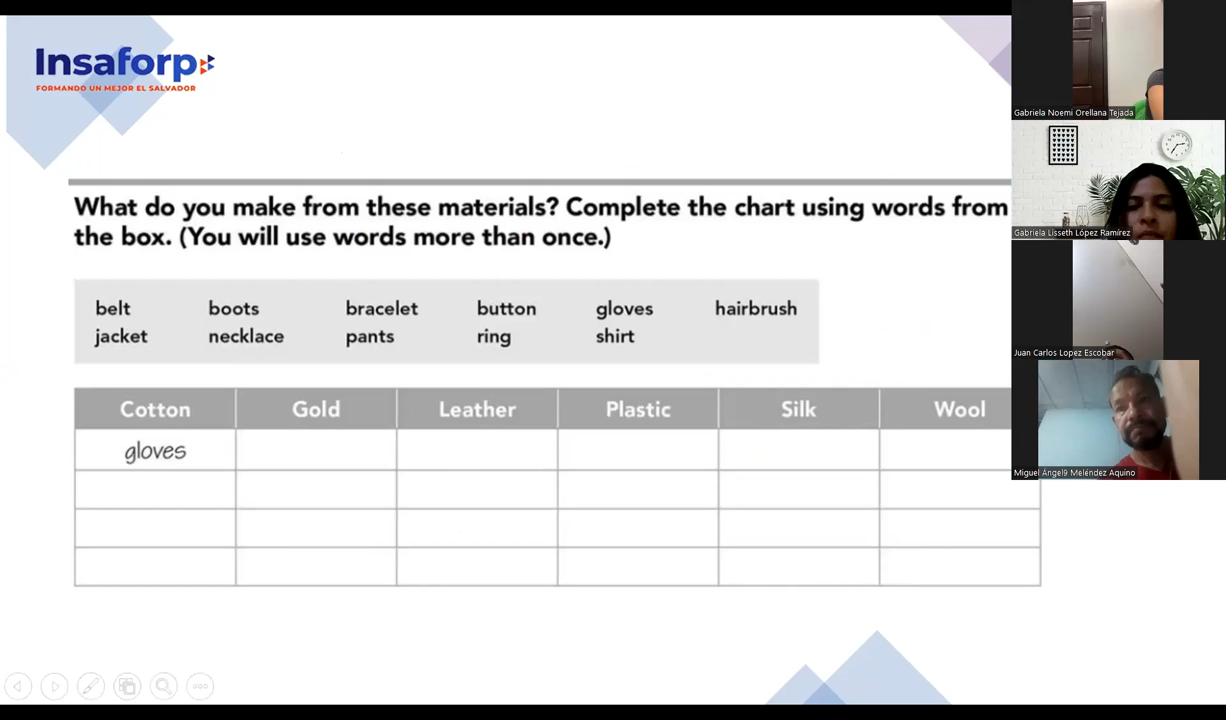 Insaforp
FORMANDO UN MEJOR EL SALVADOR
What do you make from these materials? Complete the chart using words from
the box. (You will use words more than once.)
belt boots bracelet button gloves hairbrush
jacket necklace pants ring shirt
Cotton Gold Leather Plastic Silk Wool
gloves
Gabriela Noemi Orellana Tejada
Gabriela Lisseth López Ramírez
Juan Carlos Lopez Escobar
Miguel Ángel9 Meléndez Aquino